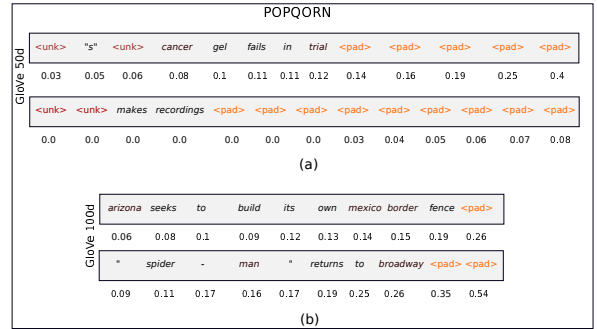 POPQORN
GloVe 50d
<unk> "s" <unk> cancer gel fails in trial <pad> <pad> <pad> <pad> <pad>
0.03 0.05 0.06 0.08 0.1 0.11 0.11 0.12 0.14 0.16 0.19 0.25 0.4
<unk> <unk> makes recordings <pad> <pad> <pad> <pad> <pad> <pad> <pad> <pad> <pad>
0.0 0.0 0.0 0.0 0.0 0.0 0.0 0.03 0.04 0.05 0.06 0.07 0.08
(a)
GloVe 100d
arizona seeks to build its own mexico border fence <pad>
0.06 0.08 0.1 0.09 0.12 0.13 0.14 0.15 0.19 0.26
" spider - man " returns to broadway <pad> <pad>
0.09 0.11 0.17 0.16 0.17 0.19 0.25 0.26 0.35 0.54
(b)